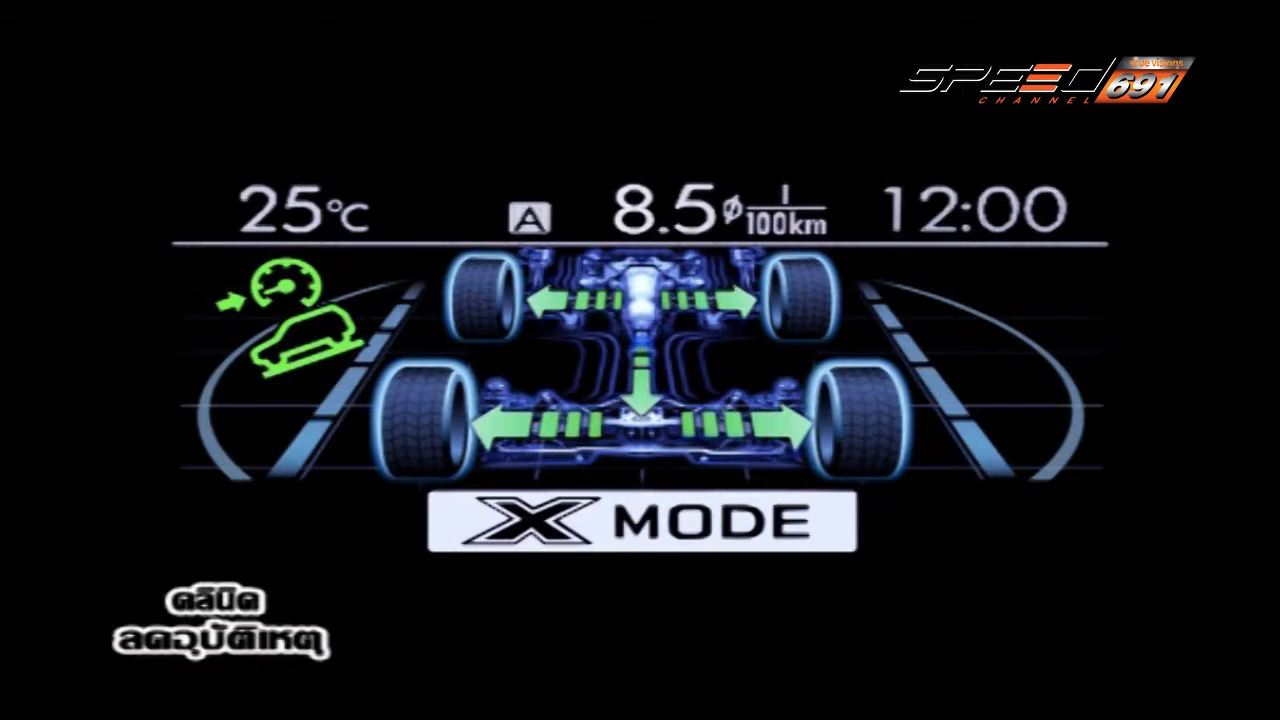 SPEED
CHANNEL
true visions
691
25°C
A
8.5 ø l/100km
12:00
X MODE
คลินิค
ลดอุบัติเหตุ